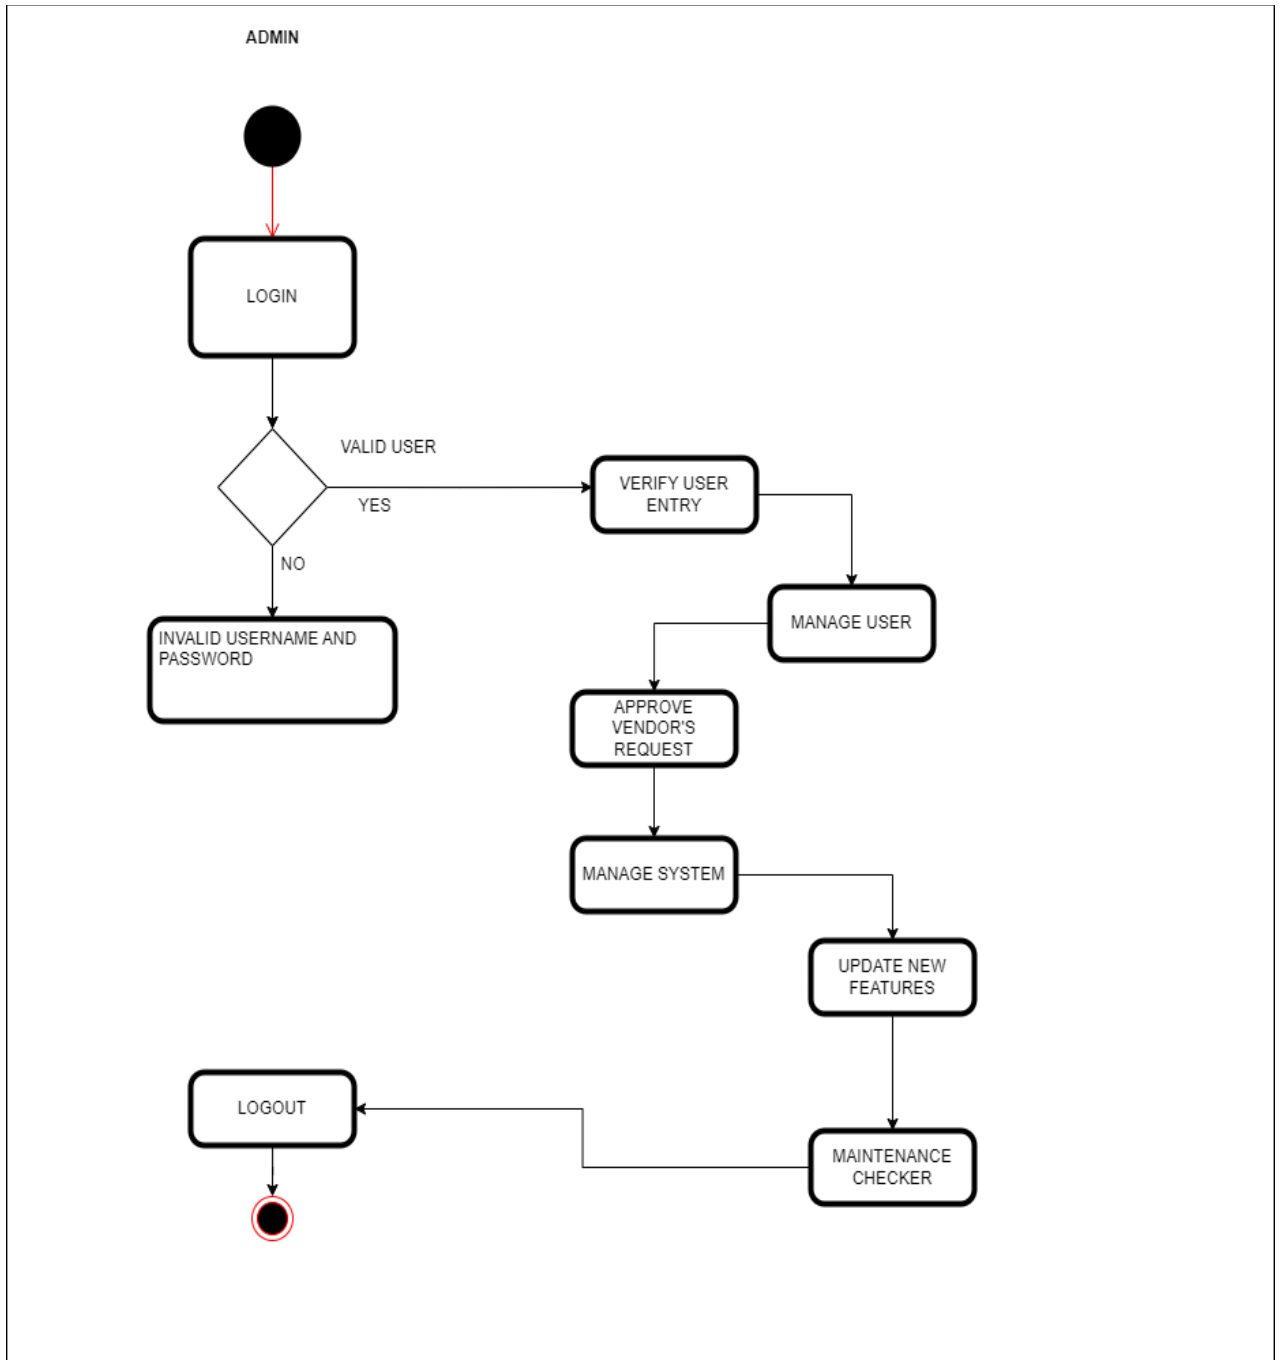 ADMIN
LOGIN
VALID USER
YES
VERIFY USER
ENTRY
NO
MANAGE USER
INVALID USERNAME AND
PASSWORD
APPROVE
VENDOR'S
REQUEST
MANAGE SYSTEM
UPDATE NEW
FEATURES
LOGOUT
MAINTENANCE
CHECKER